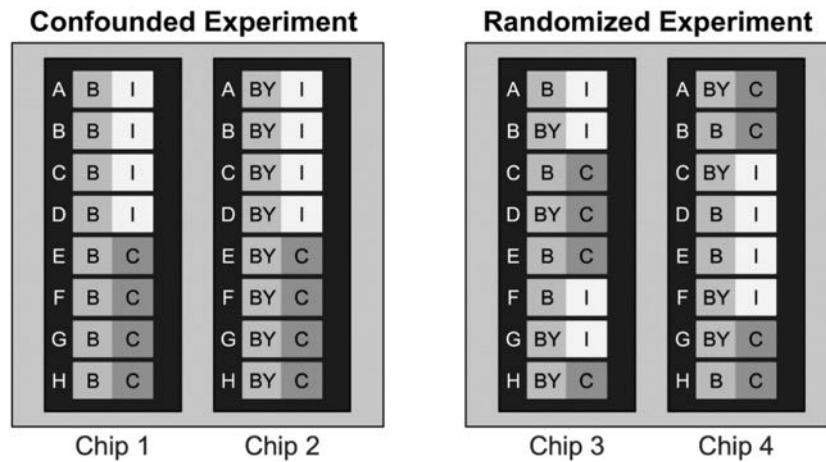 Confounded Experiment Randomized Experiment
A B I A BY I A B I A BY C
B B I B BY I B BY I B B C
C B I C BY I C B C C BY I
D B I D BY I D BY C D B I
E B C E BY C E B C E B I
F B C F BY C F B I F BY I
G B C G BY C G BY I G BY C
H B C H BY C H BY C H B C
Chip 1 Chip 2 Chip 3 Chip 4